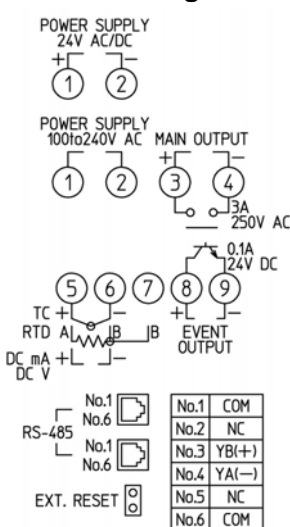 POWER SUPPLY
24V AC/DC
+ −
1 2
POWER SUPPLY
100to240V AC
MAIN OUTPUT
+ −
1 2 3 4
3A
250V AC
0.1A
24V DC
5 6 7 8 9
TC + − + −
EVENT
OUTPUT
RTD A B B
DC mA + −
DC V
RS-485
No.1
No.6
No.1
No.6
EXT. RESET
No.1 COM
No.2 NC
No.3 YB(+)
No.4 YA(−)
No.5 NC
No.6 COM